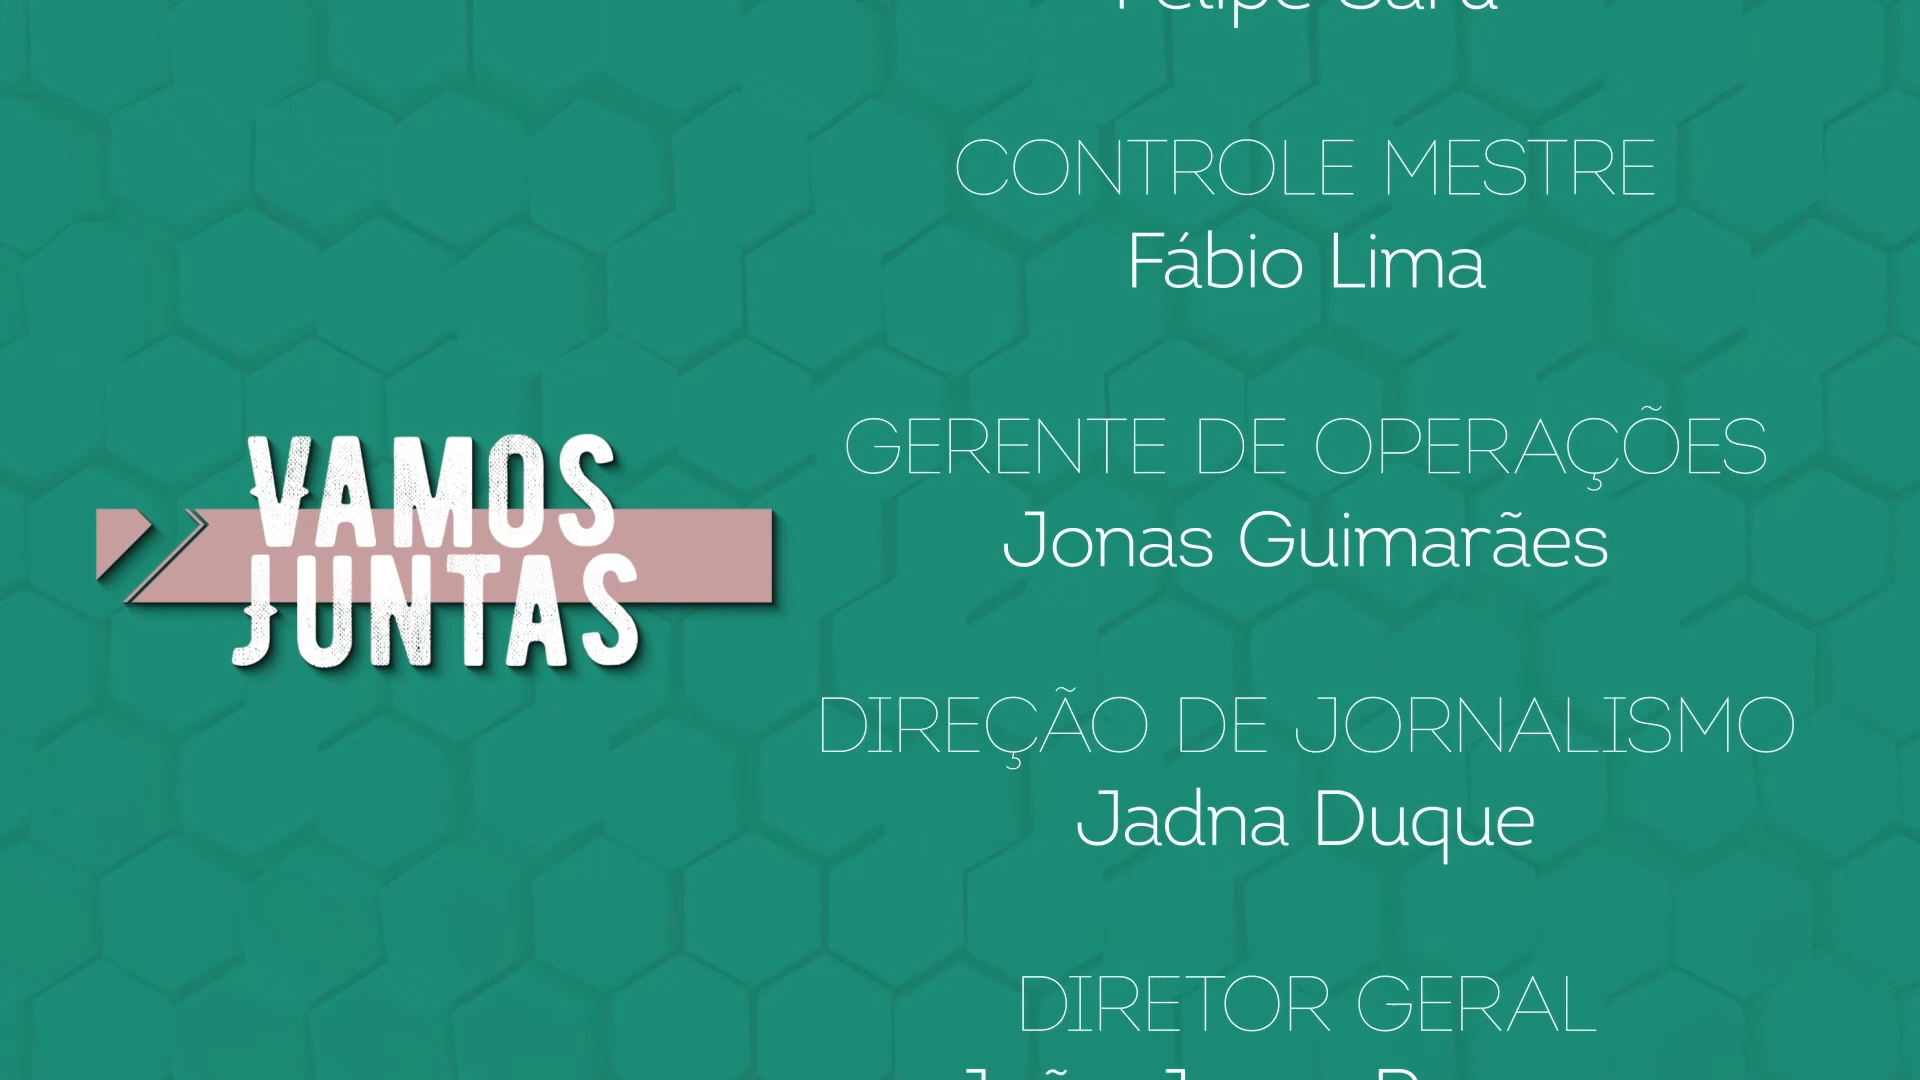 VAMOS
JUNTAS
CONTROLE MESTRE
Fábio Lima
GERENTE DE OPERAÇÕES
Jonas Guimarães
DIREÇÃO DE JORNALISMO
Jadna Duque
DIRETOR GERAL